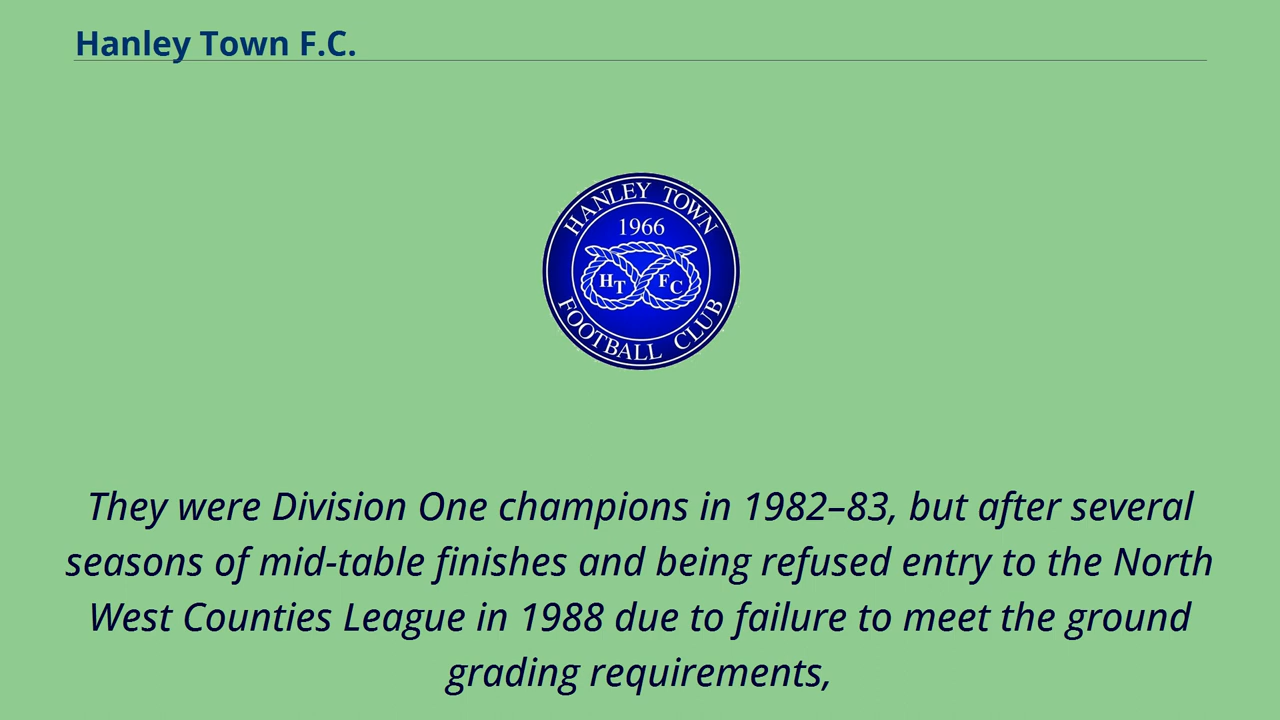 Hanley Town F.C.
HANLEY TOWN
1966
HT FC
FOOTBALL CLUB
They were Division One champions in 1982–83, but after several
seasons of mid-table finishes and being refused entry to the North
West Counties League in 1988 due to failure to meet the ground
grading requirements,